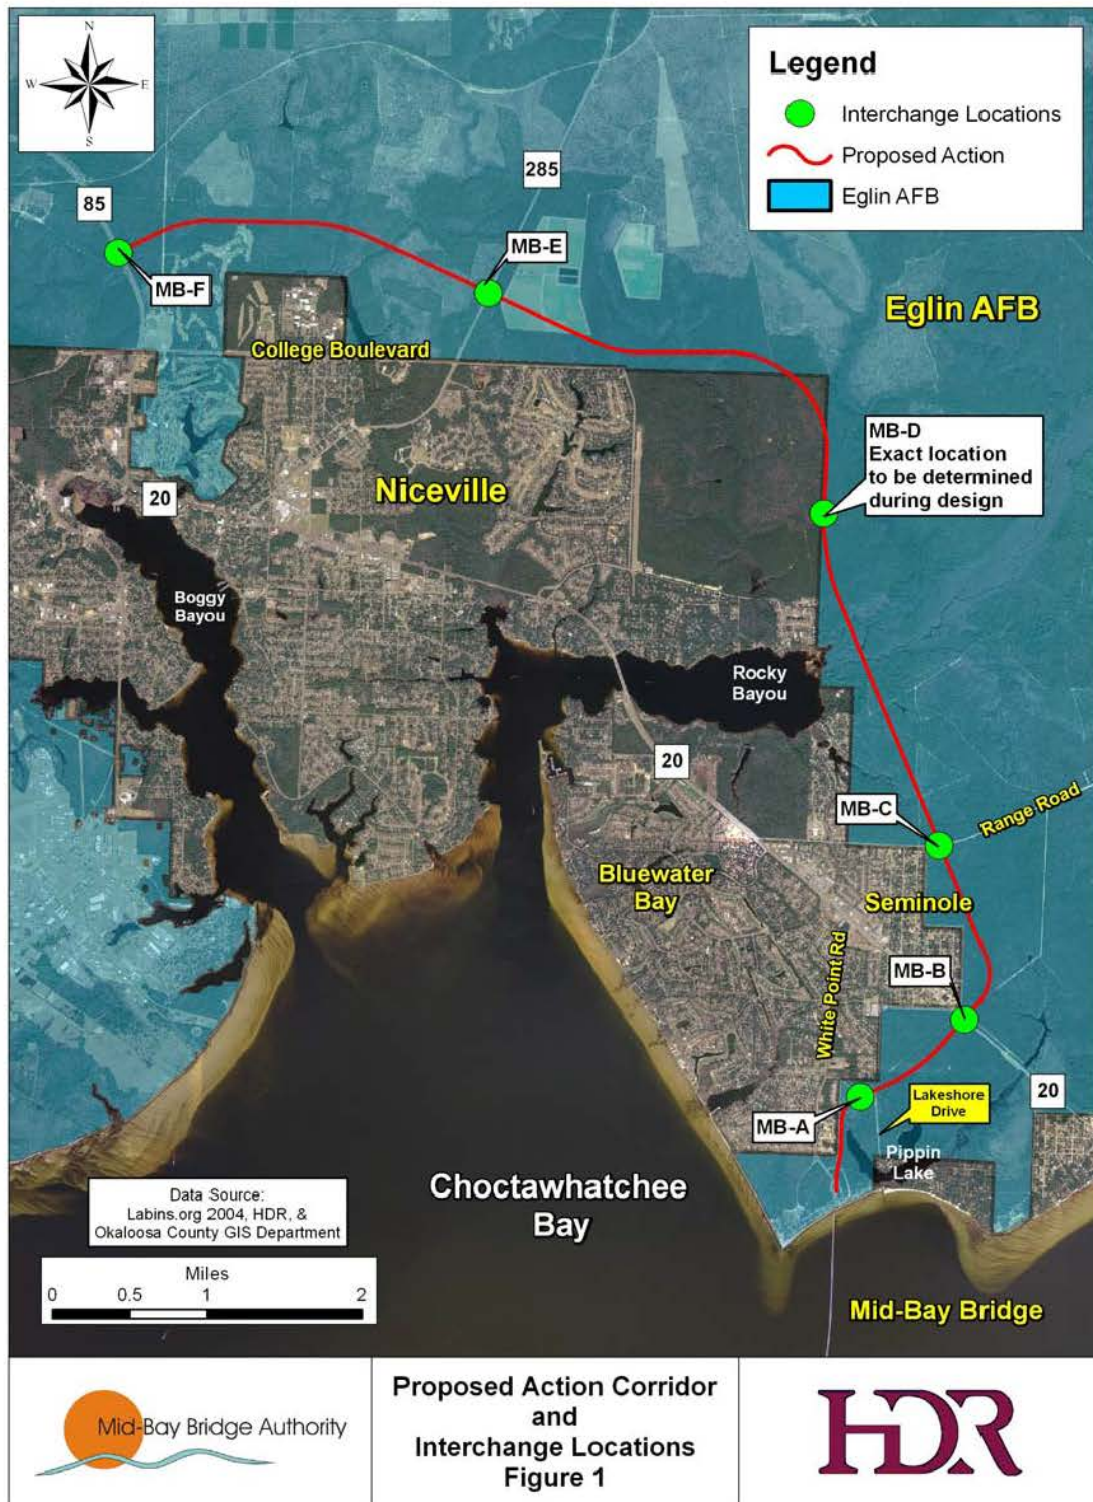 N
W
E
S
Legend
Interchange Locations
Proposed Action
Eglin AFB
285
85
MB-E
MB-F
Eglin AFB
College Boulevard
MB-D
Exact location
to be determined
during design
Niceville
20
Boggy
Bayou
Rocky
Bayou
20
Range Road
MB-C
Bluewater
Bay
Seminole
White Point Rd
MB-B
20
Lakeshore
Drive
MB-A
Pippin
Lake
Choctawhatchee
Bay
Data Source:
Labins.org 2004, HDR, &
Okaloosa County GIS Department
Miles
0 0.5 1 2
Mid-Bay Bridge
Mid-Bay Bridge Authority
Proposed Action Corridor
and
Interchange Locations
Figure 1
HDR